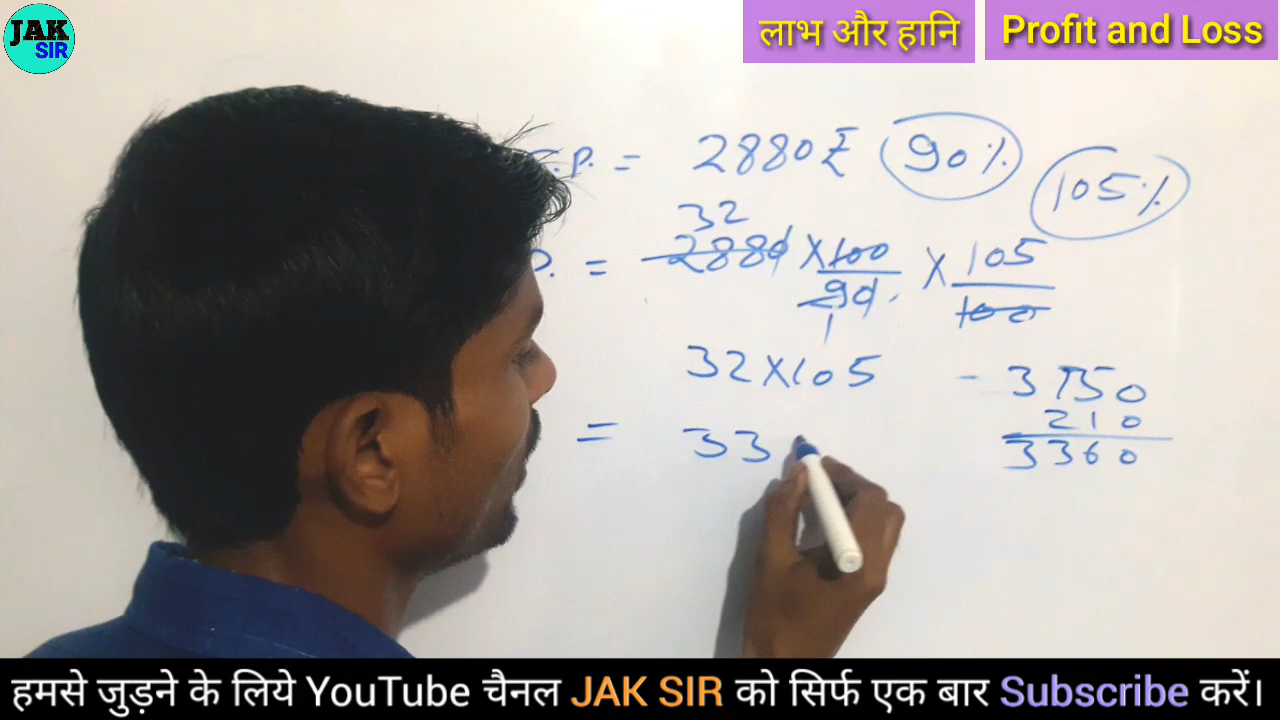 JAK
SIR
लाभ और हानि
Profit and Loss
.P. = 2880₹ 90% 105%
32
P. = 2880 × 100/90 × 105/100
1
32×105
3150
210
3360
= 33
हमसे जुड़ने के लिये YouTube चैनल JAK SIR को सिर्फ एक बार Subscribe करें।